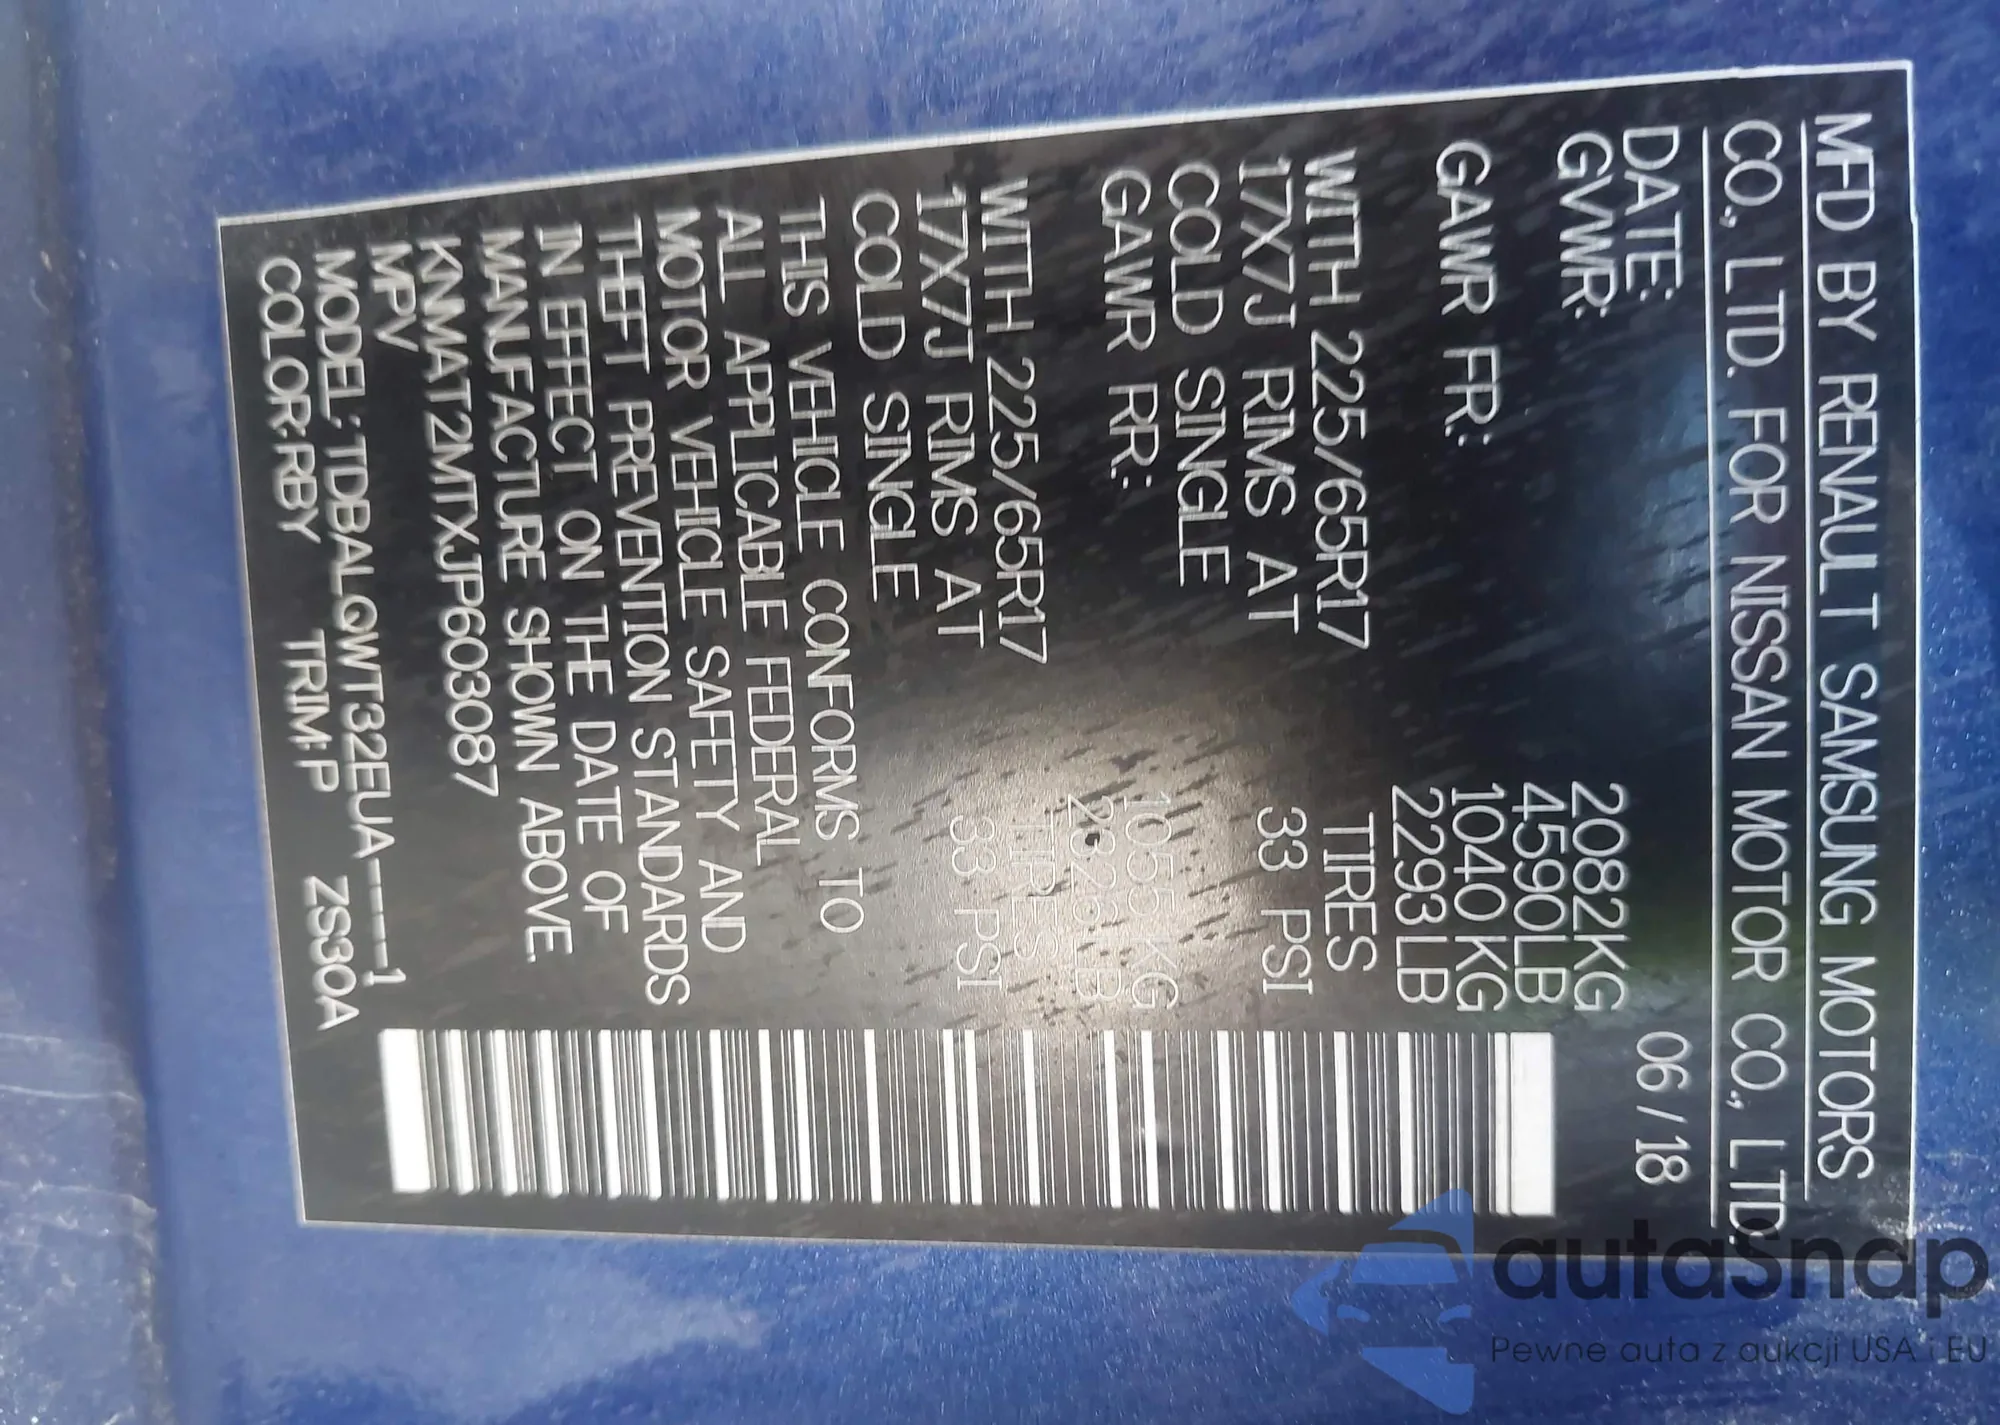 MFD BY RENAULT SAMSUNG MOTORS
CO., LTD. FOR NISSAN MOTOR CO., LTD.
DATE: 06/18
GVWR: 2082KG
4590LB
GAWR FR: 1040KG
2293LB
WITH 225/65R17 TIRES
17X7J RIMS AT
COLD SINGLE 33 PSI
GAWR RR: 1055KG
LB
WITH 225/65R17 TIRES
17X7J RIMS AT
COLD SINGLE 33 PSI
THIS VEHICLE CONFORMS TO
ALL APPLICABLE FEDERAL
MOTOR VEHICLE SAFETY AND
THEFT PREVENTION STANDARDS
IN EFFECT ON THE DATE OF
MANUFACTURE SHOWN ABOVE.
KNMAT2MTXJP603087
MPV
MODEL:TDBALQWT32EUA----1
COLOR:RBY TRIM:P ZS30A
autaSnap
Pewne auta z aukcji USA i EU